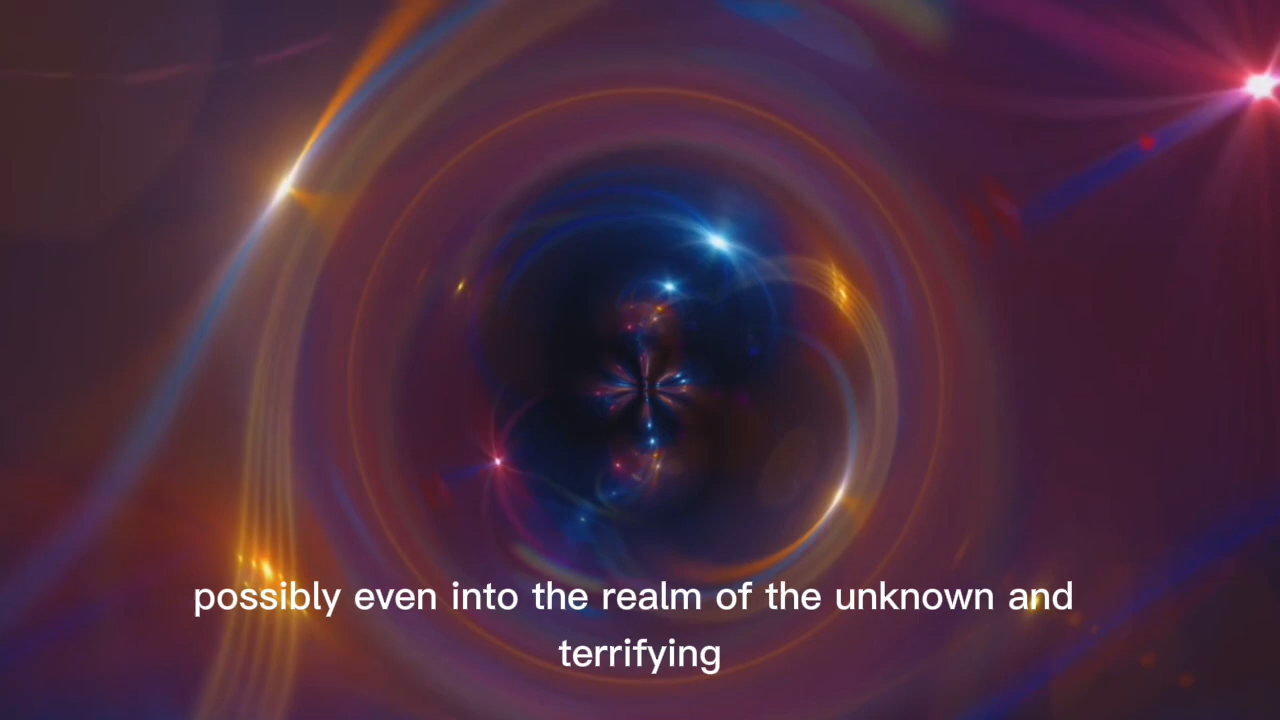 possibly even into the realm of the unknown and
terrifying